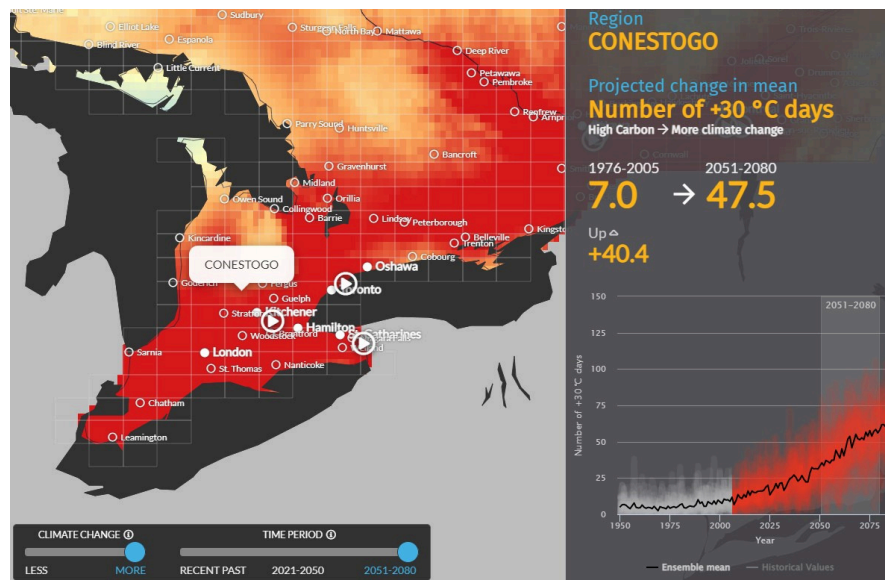 Sudbury
Elliot Lake
Sturgeon Falls
North Bay
Mattawa
Blind River
Espanola
Deep River
Little Current
Petawawa
Pembroke
Renfrew
Parry Sound
Huntsville
Bancroft
Gravenhurst
Midland
Owen Sound
Orillia
Collingwood
Barrie
Lindsay
Peterborough
Kincardine
Belleville
Trenton
Cobourg
CONESTOGO
Oshawa
Goderich
Fergus
Guelph
Kitchener
Hamilton
Woodstock
London
Sarnia
St. Thomas
Nanticoke
Chatham
Leamington
CLIMATE CHANGE
TIME PERIOD
LESS
MORE
RECENT PAST
2021-2050
2051-2080
Region
CONESTOGO
Projected change in mean
Number of +30 °C days
High Carbon → More climate change
1976-2005
2051-2080
7.0 → 47.5
Up
+40.4
150
2051-2080
125
100
75
50
25
0
Number of +30 °C days
1950
1975
2000
2025
2050
2075
Year
Ensemble mean
Historical Values